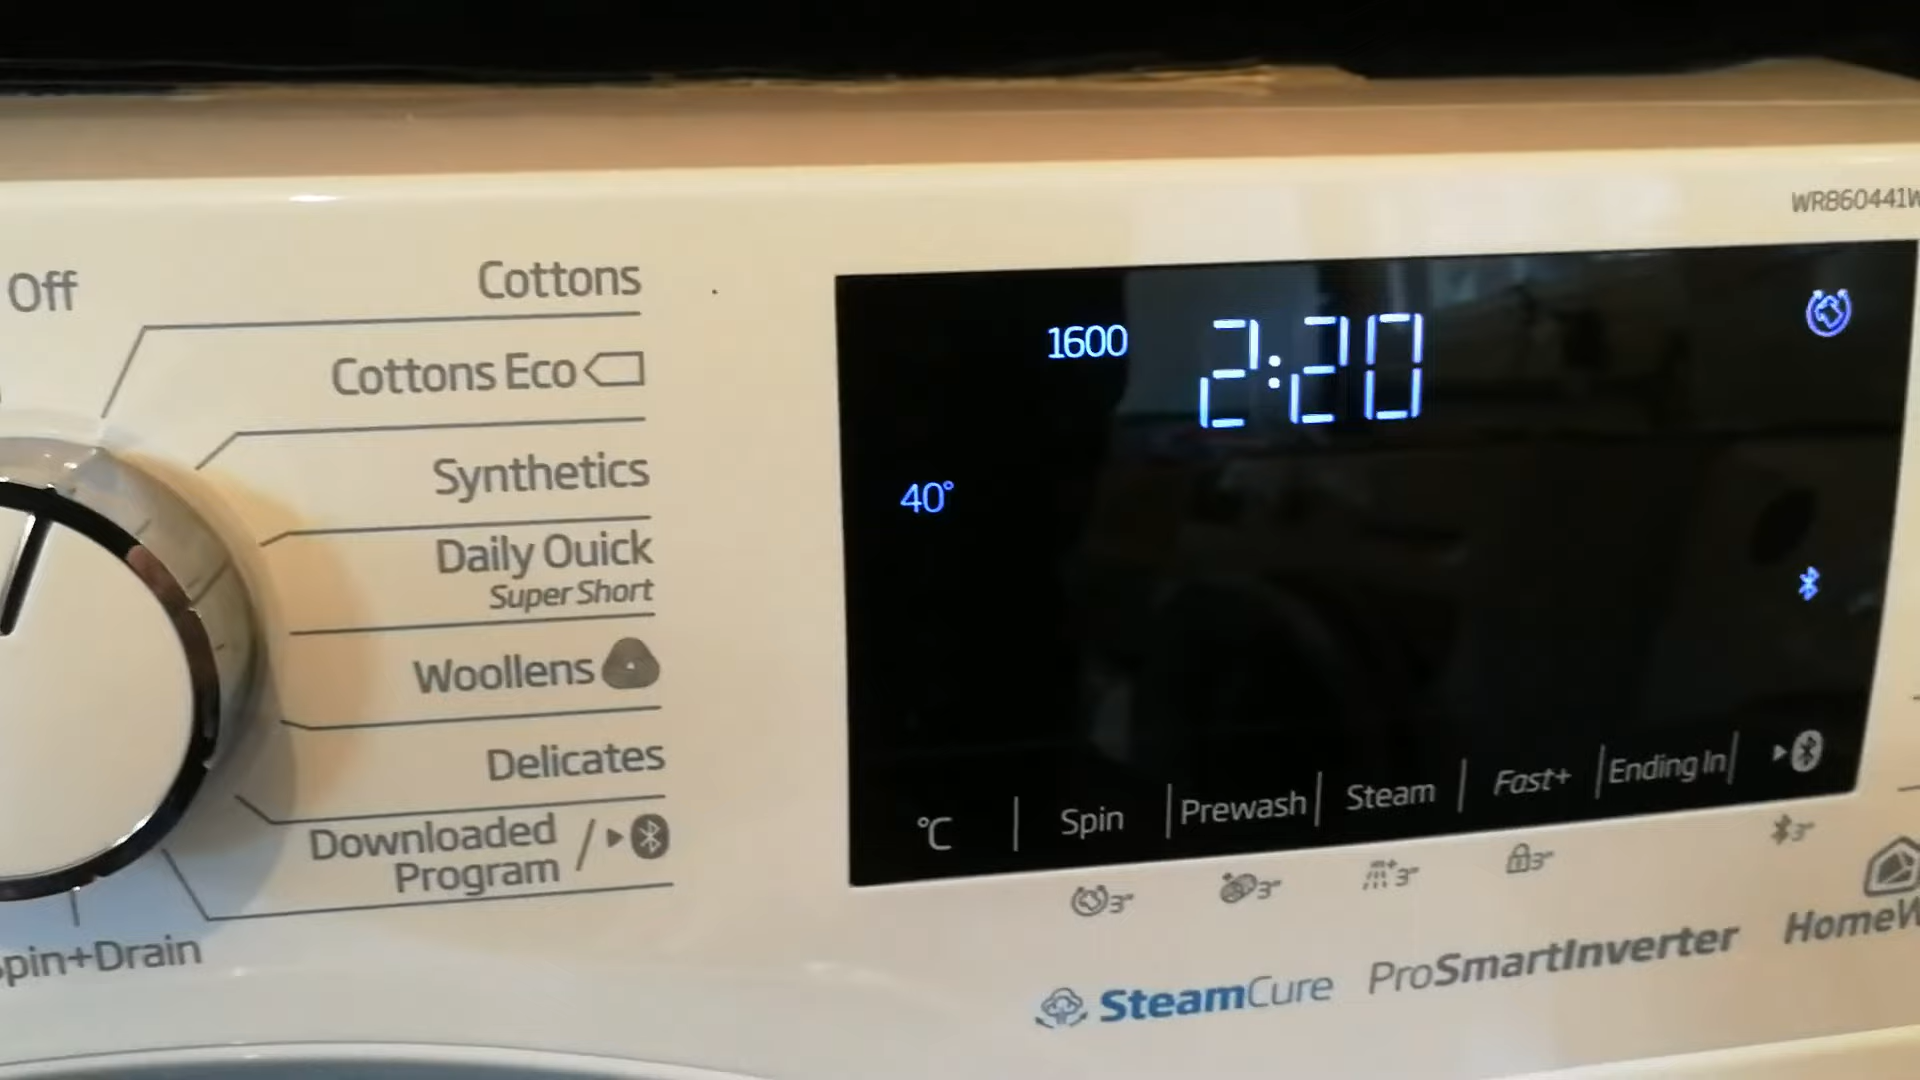 WR860441W
Off
Cottons
Cottons Eco
Synthetics
Daily Quick
Super Short
Woollens
Delicates
Downloaded
Program /
Spin+Drain
1600 2:20
40°
°C | Spin | Prewash | Steam | Fast+ | Ending In |
3" 3" 3" 3" 3"
SteamCure ProSmartInverter HomeW